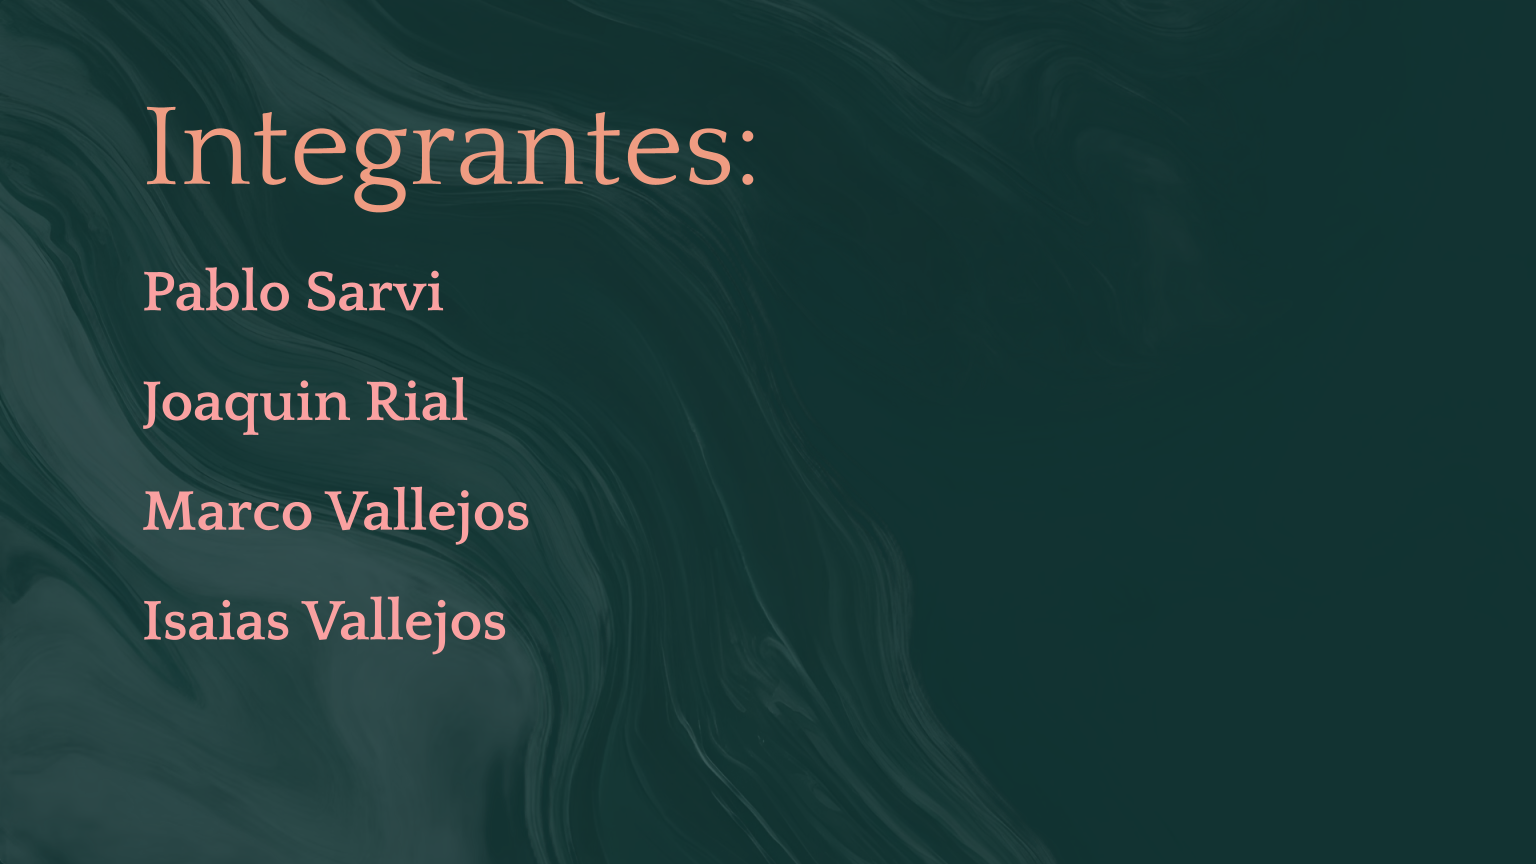 Integrantes:
Pablo Sarvi
Joaquin Rial
Marco Vallejos
Isaias Vallejos